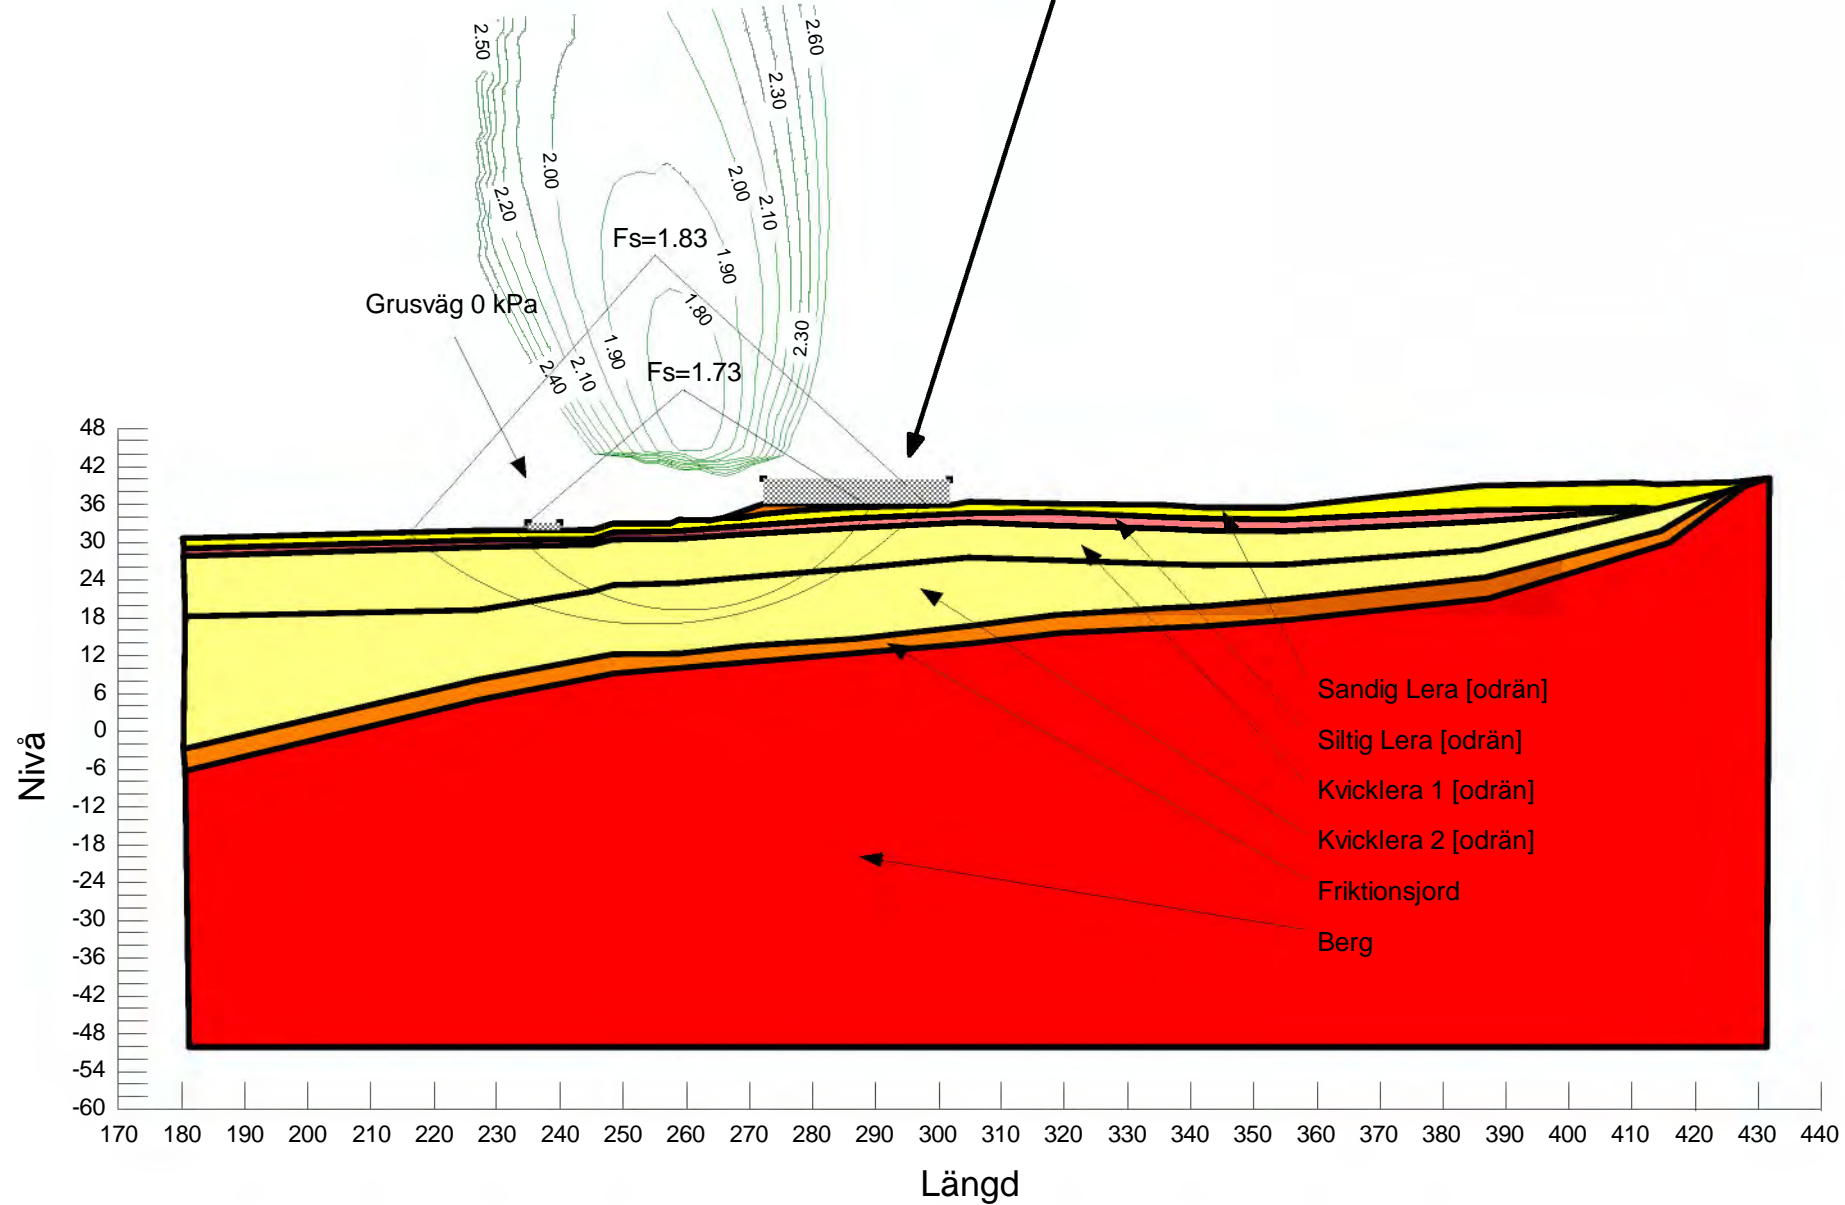 2.50
2.60
2.30
2.00
2.00
2.20
2.10
Fs=1.83
1.90
Grusväg 0 kPa
1.80
2.30
1.90
Fs=1.73
2.10
2.40
48
42
36
30
24
18
12
6
0
-6
-12
-18
-24
-30
-36
-42
-48
-54
-60
Nivå
Sandig Lera [odrän]
Siltig Lera [odrän]
Kvicklera 1 [odrän]
Kvicklera 2 [odrän]
Friktionsjord
Berg
170 180 190 200 210 220 230 240 250 260 270 280 290 300 310 320 330 340 350 360 370 380 390 400 410 420 430 440
Längd